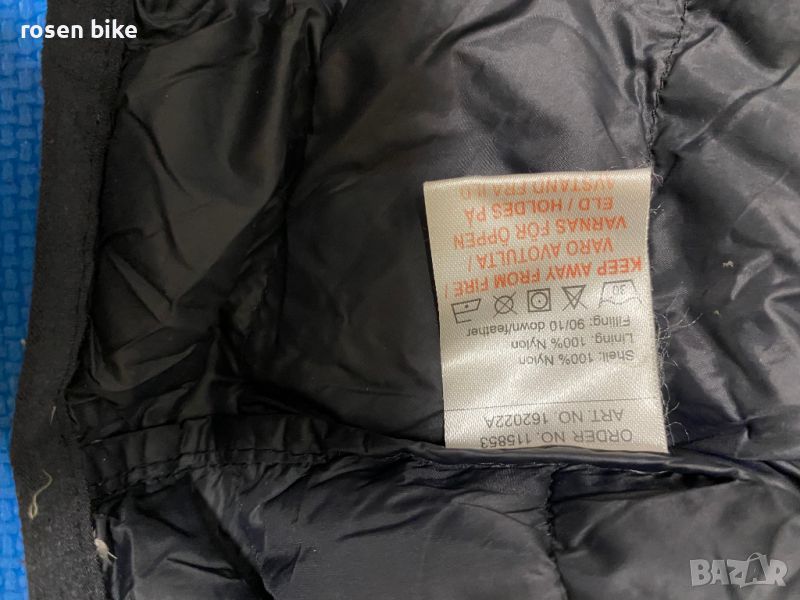 rosen bike
ORDER NO. 115853
ART NO. 162022A
Shell: 100% Nylon
Lining: 100% Nylon
Filling: 90/10 down/feather
30
KEEP AWAY FROM FIRE /
VARO AVOTULTA /
VARNAS FÖR ÖPPEN
ELD / HOLDES PÅ
AVSTAND FRA ILD
BAZAR